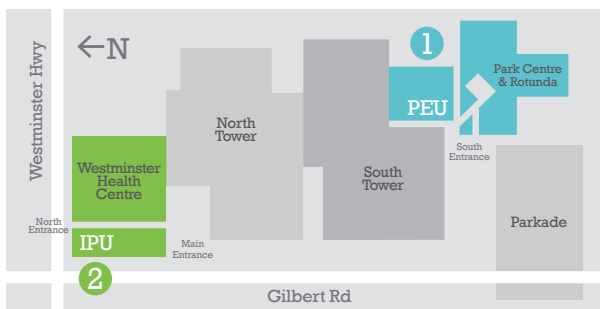 Westminster Hwy
N
1
Park Centre
& Rotunda
PEU
North
Tower
South
Entrance
Westminster
Health
Centre
South
Tower
North
Entrance
IPU
Main
Entrance
Parkade
2
Gilbert Rd